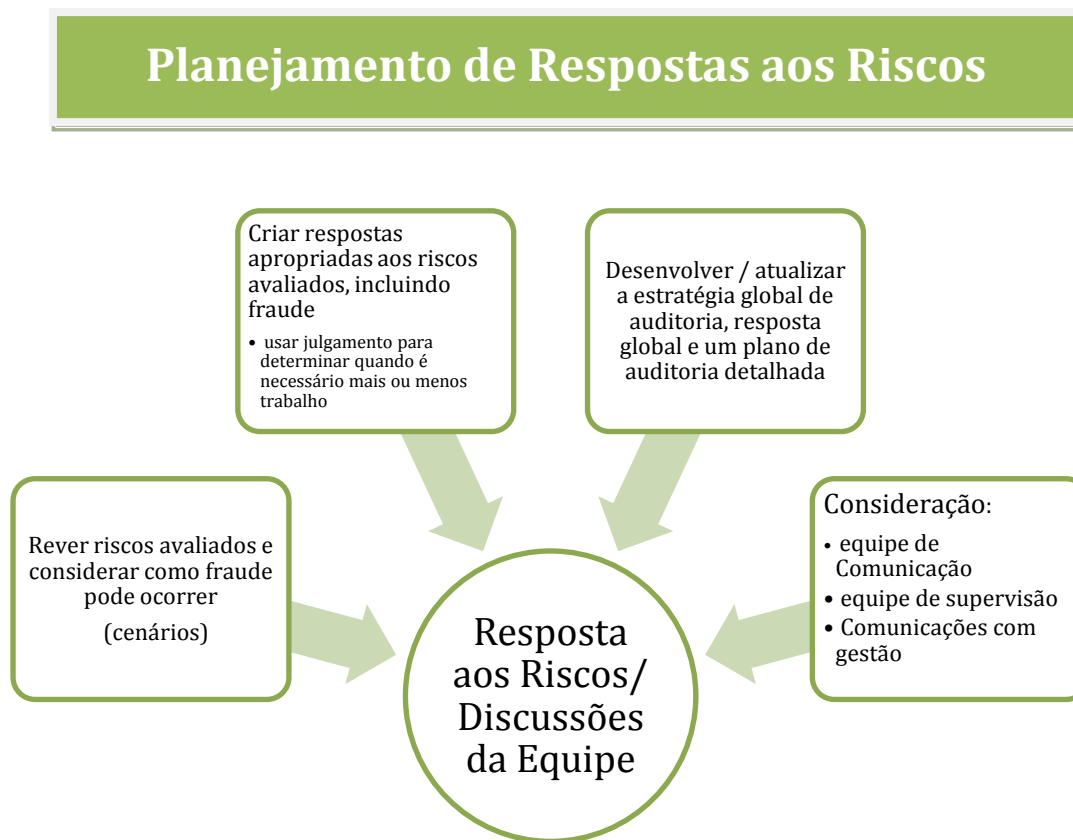 Planejamento de Respostas aos Riscos
Criar respostas
apropriadas aos riscos
avaliados, incluindo
fraude
• usar julgamento para
determinar quando é
necessário mais ou menos
trabalho
Desenvolver / atualizar
a estratégia global de
auditoria, resposta
global e um plano de
auditoria detalhada
Rever riscos avaliados e
considerar como fraude
pode ocorrer
(cenários)
Consideração:
• equipe de
Comunicação
• equipe de supervisão
• Comunicações com
gestão
Resposta
aos Riscos/
Discussões
da Equipe